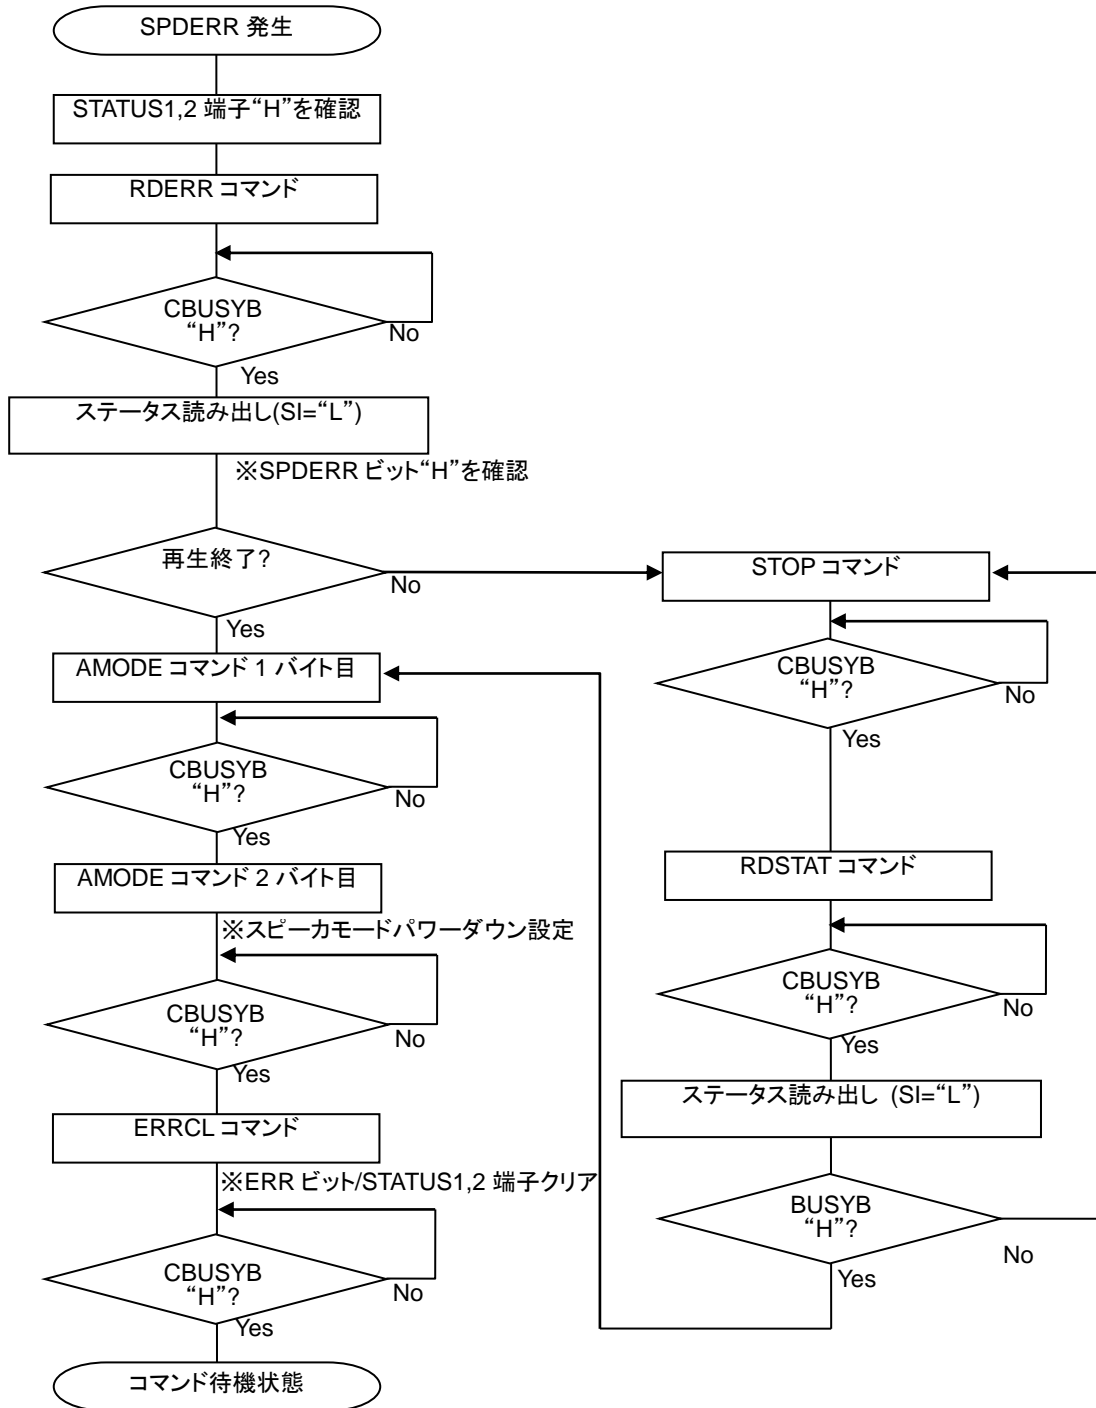 SPDERR 発生
STATUS1,2 端子“H”を確認
RDERR コマンド
CBUSYB
“H”?
No
Yes
ステータス読み出し(SI=“L”)
※SPDERR ビット“H”を確認
再生終了?
No
Yes
AMODE コマンド 1 バイト目
CBUSYB
“H”?
No
Yes
AMODE コマンド 2 バイト目
※スピーカモードパワーダウン設定
CBUSYB
“H”?
No
Yes
ERRCL コマンド
※ERR ビット/STATUS1,2 端子クリア
CBUSYB
“H”?
No
Yes
コマンド待機状態
STOP コマンド
CBUSYB
“H”?
No
Yes
RDSTAT コマンド
CBUSYB
“H”?
No
Yes
ステータス読み出し (SI=“L”)
BUSYB
“H”?
No
Yes